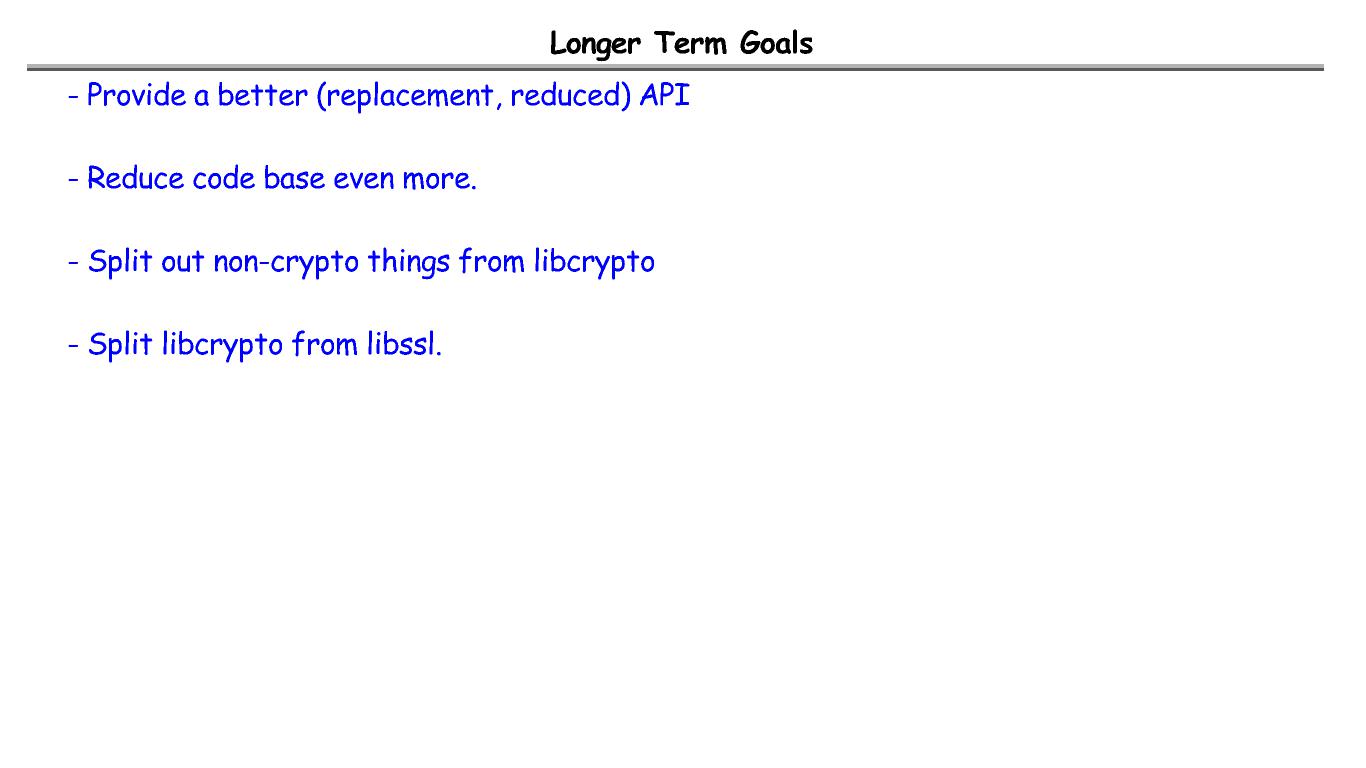 Longer Term Goals
- Provide a better (replacement, reduced) API
- Reduce code base even more.
- Split out non-crypto things from libcrypto
- Split libcrypto from libssl.